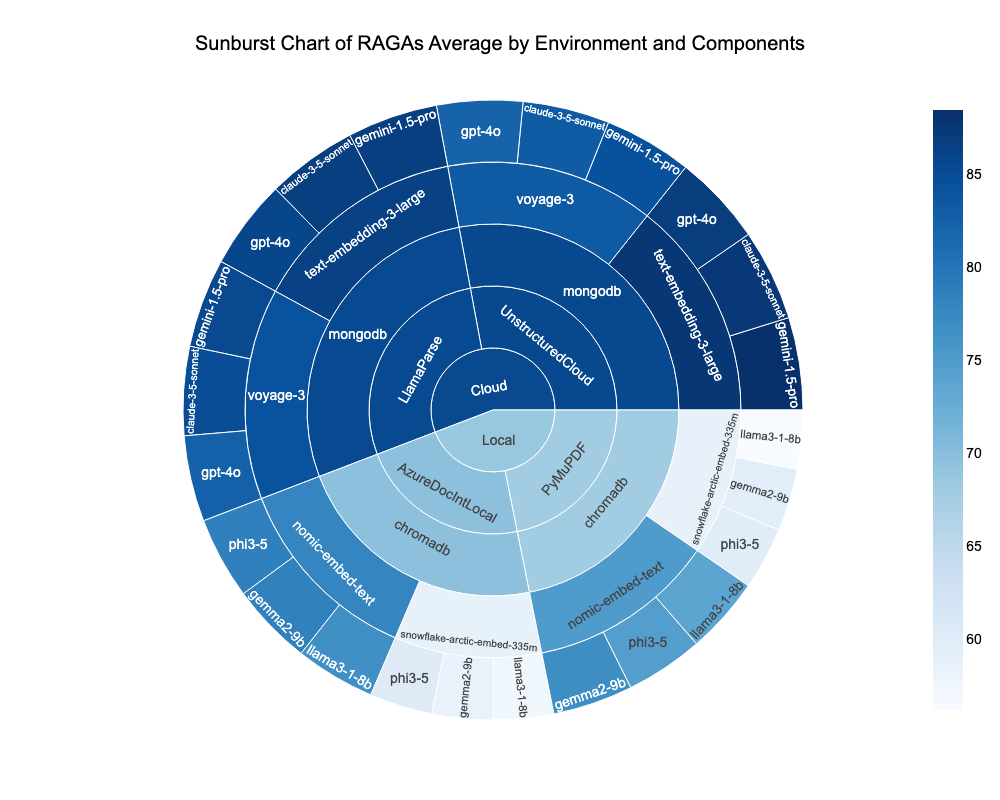 Sunburst Chart of RAGAs Average by Environment and Components
Cloud
Local
UnstructuredCloud
LlamaParse
AzureDocIntLocal
PyMuPDF
mongodb
mongodb
chromadb
chromadb
text-embedding-3-large
voyage-3
text-embedding-3-large
voyage-3
nomic-embed-text
snowflake-arctic-embed-335m
nomic-embed-text
snowflake-arctic-embed-335m
gemini-1.5-pro
claude-3-5-sonnet
gpt-4o
gemini-1.5-pro
claude-3-5-sonnet
gpt-4o
gemini-1.5-pro
claude-3-5-sonnet
gpt-4o
gemini-1.5-pro
claude-3-5-sonnet
gpt-4o
phi3-5
gemma2-9b
llama3-1-8b
phi3-5
gemma2-9b
llama3-1-8b
gemma2-9b
phi3-5
llama3-1-8b
phi3-5
gemma2-9b
llama3-1-8b
85
80
75
70
65
60